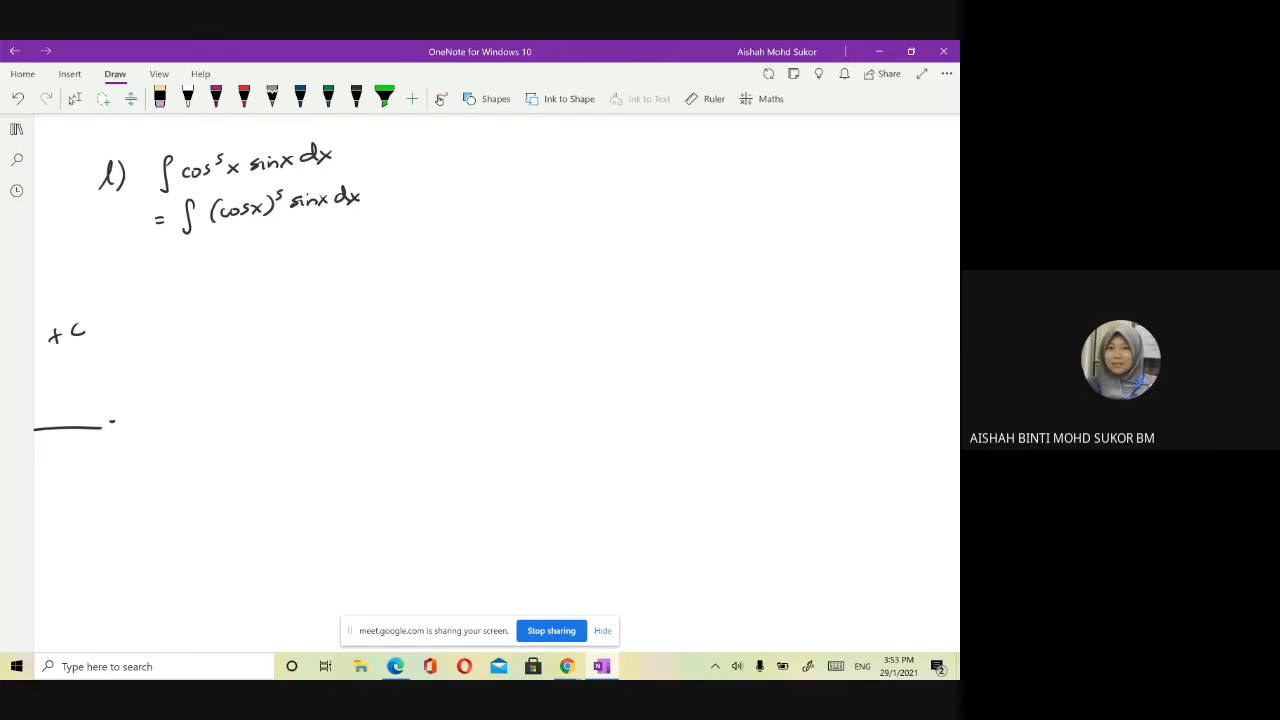 OneNote for Windows 10
Aishah Mohd Sukor
Home Insert Draw View Help
Share
Shapes
Ink to Shape
Ink to Text
Ruler
Maths
l) ∫ cos⁵x sinx dx
= ∫ (cosx)⁵ sinx dx
+ c
AISHAH BINTI MOHD SUKOR BM
meet.google.com is sharing your screen.
Stop sharing
Hide
Type here to search
ENG
3:53 PM
29/1/2021
2